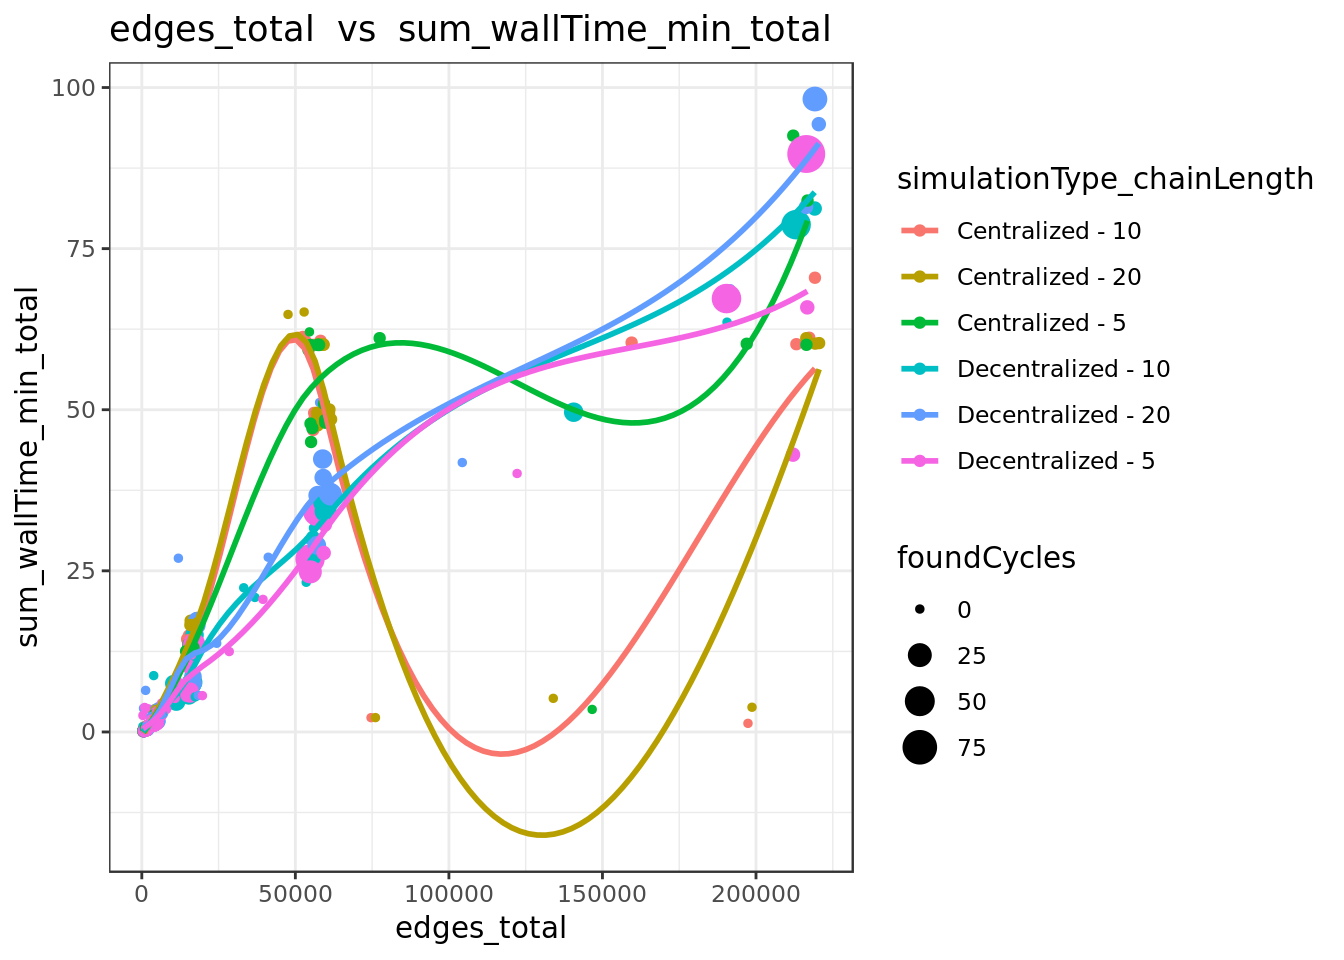 edges_total vs sum_wallTime_min_total
sum_wallTime_min_total
100
75
50
25
0
0
50000
100000
150000
200000
edges_total
simulationType_chainLength
Centralized - 10
Centralized - 20
Centralized - 5
Decentralized - 10
Decentralized - 20
Decentralized - 5
foundCycles
0
25
50
75